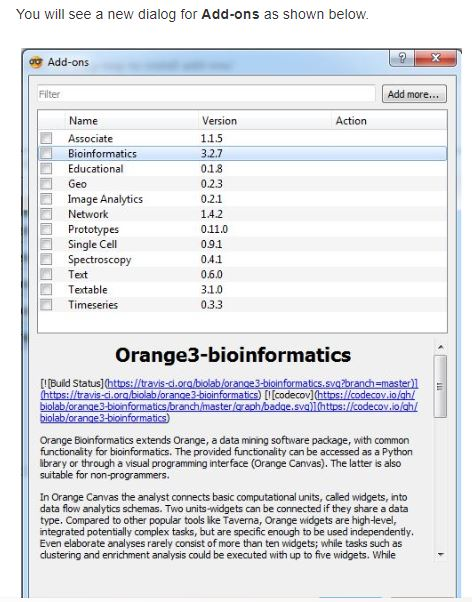 You will see a new dialog for Add-ons as shown below.
Add-ons
?
x
Filter
Add more...
Name Version Action
Associate 1.1.5
Bioinformatics 3.2.7
Educational 0.1.8
Geo 0.2.3
Image Analytics 0.2.1
Network 1.4.2
Prototypes 0.11.0
Single Cell 0.9.1
Spectroscopy 0.4.1
Text 0.6.0
Textable 3.1.0
Timeseries 0.3.3
Orange3-bioinformatics
[![Build Status](https://travis-ci.org/biolab/orange3-bioinformatics.svg?branch=master)]
(https://travis-ci.org/biolab/orange3-bioinformatics) [![codecov](https://codecov.io/gh/
biolab/orange3-bioinformatics/branch/master/graph/badge.svg)](https://codecov.io/gh/
biolab/orange3-bioinformatics)
Orange Bioinformatics extends Orange, a data mining software package, with common
functionality for bioinformatics. The provided functionality can be accessed as a Python
library or through a visual programming interface (Orange Canvas). The latter is also
suitable for non-programmers.
In Orange Canvas the analyst connects basic computational units, called widgets, into
data flow analytics schemas. Two units-widgets can be connected if they share a data
type. Compared to other popular tools like Taverna, Orange widgets are high-level,
integrated potentially complex tasks, but are specific enough to be used independently.
Even elaborate analyses rarely consist of more than ten widgets; while tasks such as
clustering and enrichment analysis could be executed with up to five widgets. While